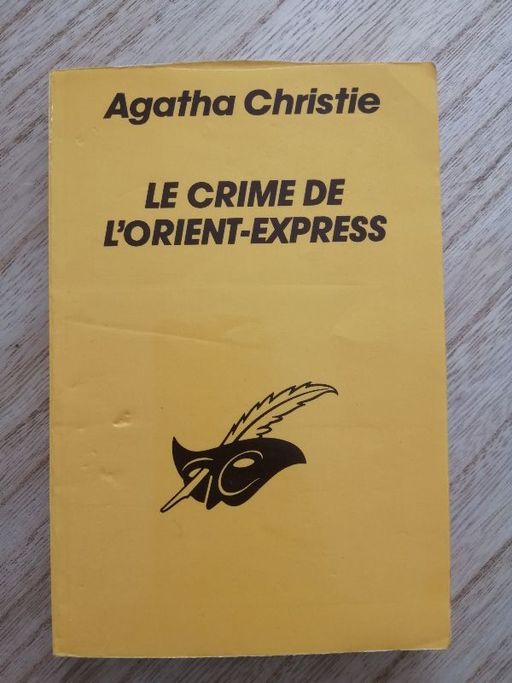 Agatha Christie
LE CRIME DE
L'ORIENT-EXPRESS